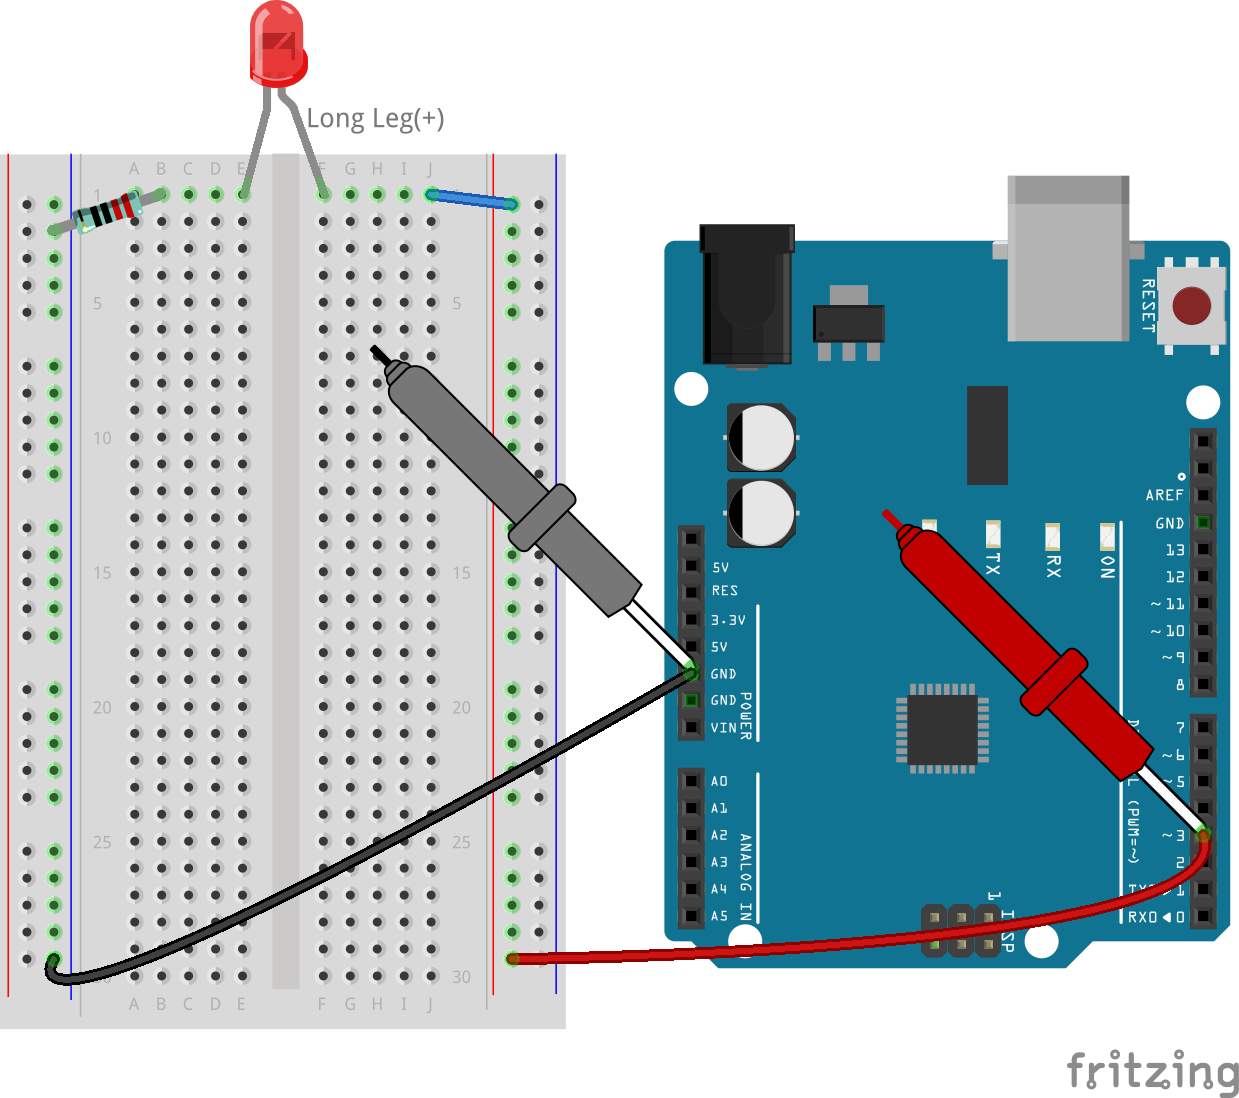 Long Leg(+)
A B C D E F G H I J
1
5 5
10
15 15
20 20
25 25
30 30
A B C D E F G H I J
RESET
AREF
GND
13
12
~11
~10
~9
8
TX
RX
ON
5V
RES
3.3V
5V
GND
GND
VIN
POWER
A0
A1
A2
A3
A4
A5
ANALOG IN
7
~6
~5
~3
2
1
RX0◄0
(PWM=~)
1
ICSP
fritzing